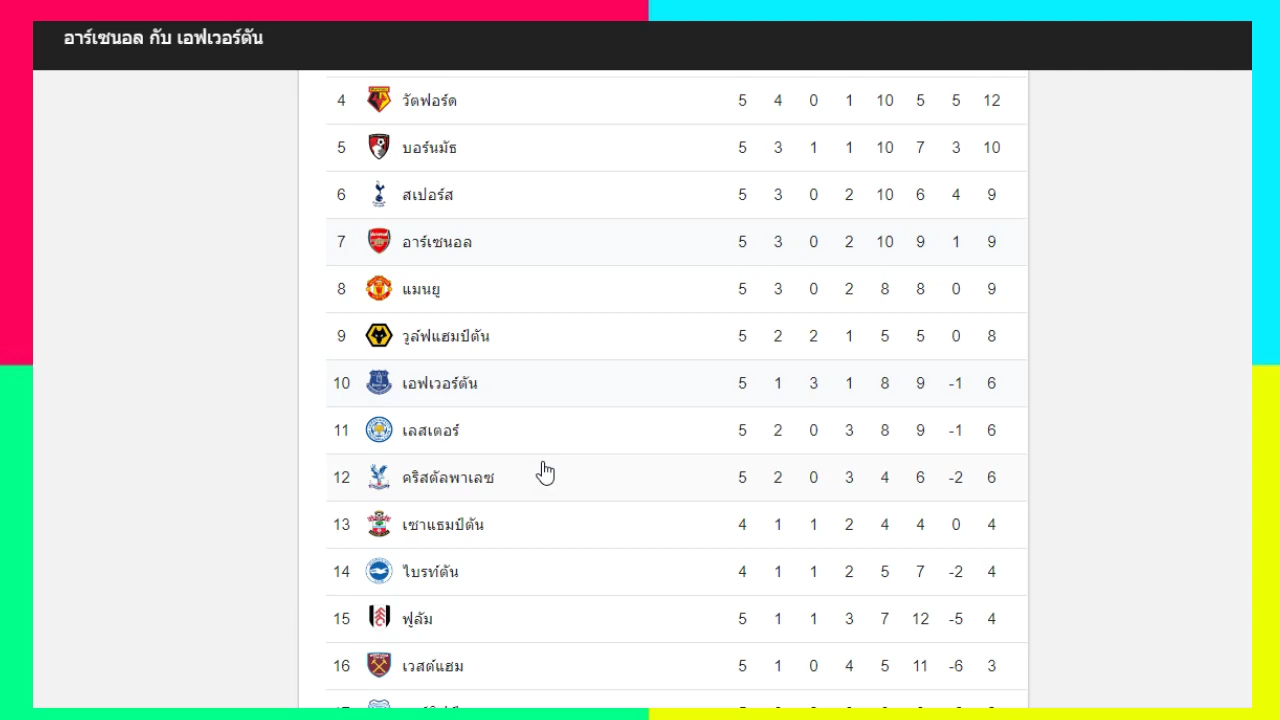 อาร์เซนอล กับ เอฟเวอร์ตัน
4 วัตฟอร์ด 5 4 0 1 10 5 5 12
5 บอร์นมัธ 5 3 1 1 10 7 3 10
6 สเปอร์ส 5 3 0 2 10 6 4 9
7 อาร์เซนอล 5 3 0 2 10 9 1 9
8 แมนยู 5 3 0 2 8 8 0 9
9 วูล์ฟแฮมป์ตัน 5 2 2 1 5 5 0 8
10 เอฟเวอร์ตัน 5 1 3 1 8 9 -1 6
11 เลสเตอร์ 5 2 0 3 8 9 -1 6
12 คริสตัลพาเลซ 5 2 0 3 4 6 -2 6
13 เซาแธมป์ตัน 4 1 1 2 4 4 0 4
14 ไบรท์ตัน 4 1 1 2 5 7 -2 4
15 ฟูลัม 5 1 1 3 7 12 -5 4
16 เวสต์แฮม 5 1 0 4 5 11 -6 3